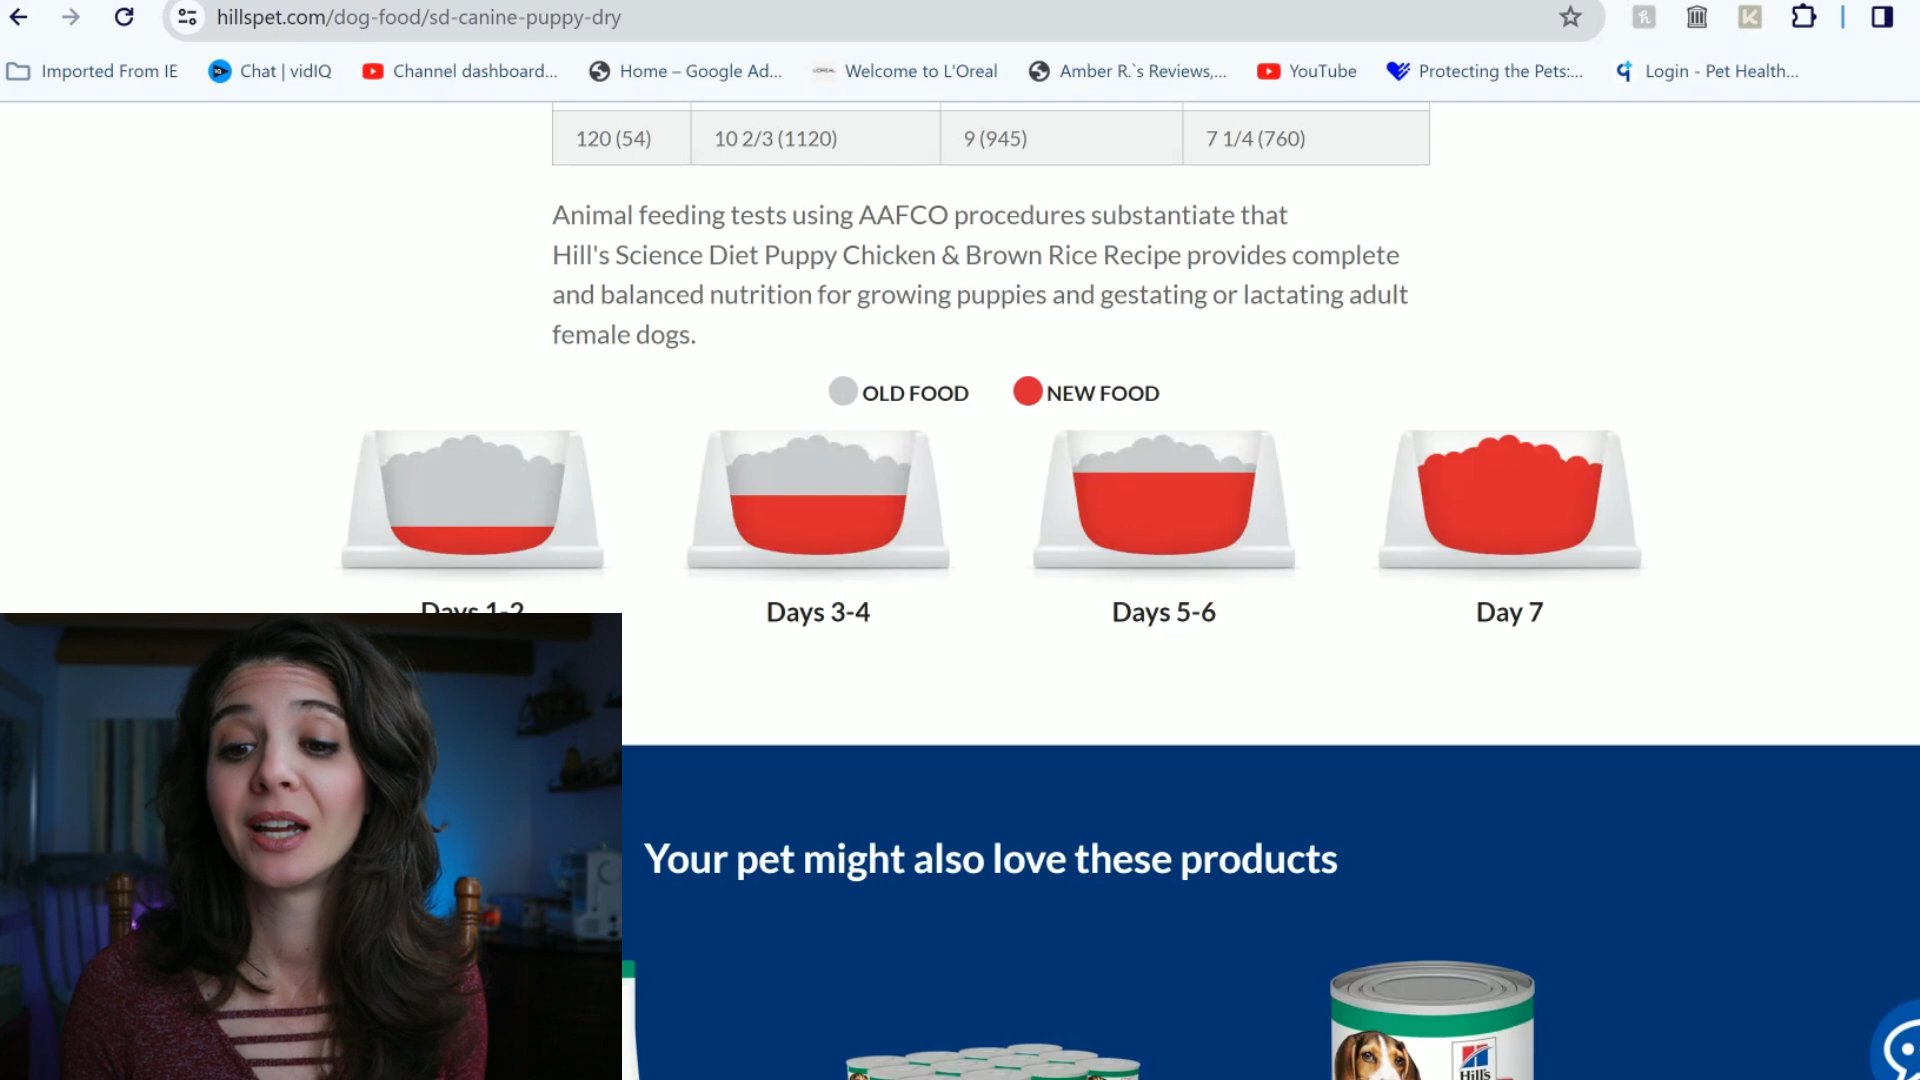 hillspet.com/dog-food/sd-canine-puppy-dry
Imported From IE
Chat | vidIQ
Channel dashboard...
Home – Google Ad...
Welcome to L'Oreal
Amber R.`s Reviews,...
YouTube
Protecting the Pets:...
Login - Pet Health...
120 (54) 10 2/3 (1120) 9 (945) 7 1/4 (760)
Animal feeding tests using AAFCO procedures substantiate that
Hill's Science Diet Puppy Chicken & Brown Rice Recipe provides complete
and balanced nutrition for growing puppies and gestating or lactating adult
female dogs.
OLD FOOD NEW FOOD
Days 1-2 Days 3-4 Days 5-6 Day 7
Your pet might also love these products
Hill's